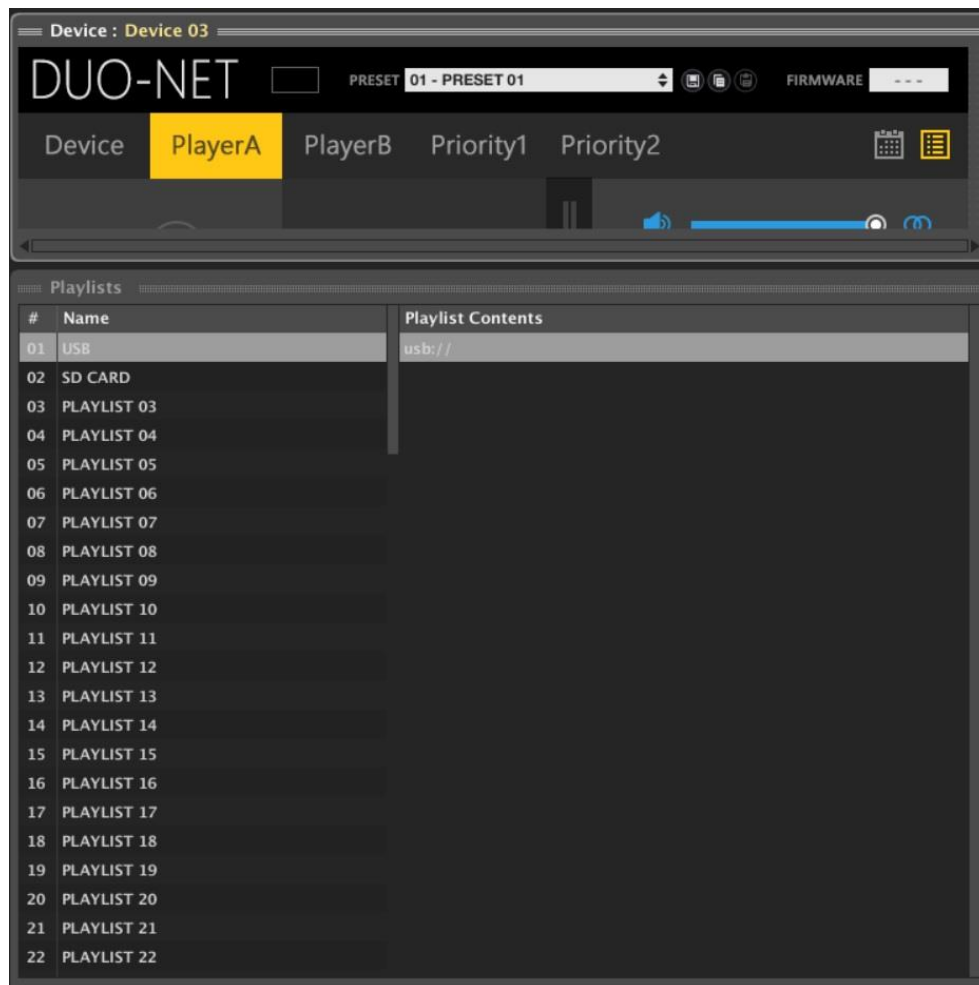 Device : Device 03
DUO-NET PRESET 01 - PRESET 01 FIRMWARE - - -
Device PlayerA PlayerB Priority1 Priority2
Playlists
# Name Playlist Contents
01 USB usb://
02 SD CARD
03 PLAYLIST 03
04 PLAYLIST 04
05 PLAYLIST 05
06 PLAYLIST 06
07 PLAYLIST 07
08 PLAYLIST 08
09 PLAYLIST 09
10 PLAYLIST 10
11 PLAYLIST 11
12 PLAYLIST 12
13 PLAYLIST 13
14 PLAYLIST 14
15 PLAYLIST 15
16 PLAYLIST 16
17 PLAYLIST 17
18 PLAYLIST 18
19 PLAYLIST 19
20 PLAYLIST 20
21 PLAYLIST 21
22 PLAYLIST 22